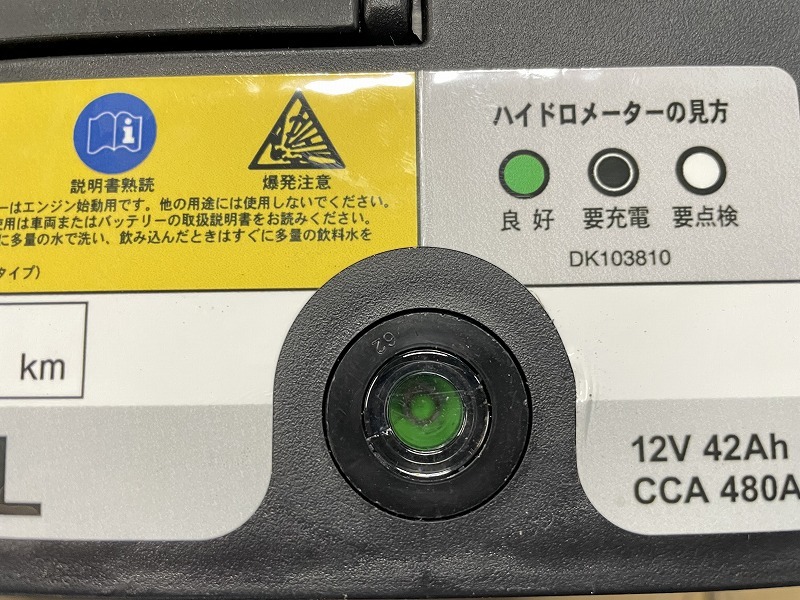 説明書熟読
爆発注意
ーはエンジン始動用です。他の用途には使用しないでください。
使用は車両またはバッテリーの取扱説明書をお読みください。
に多量の水で洗い、飲み込んだときはすぐに多量の飲料水を
タイプ）
ハイドロメーターの見方
良好 要充電 要点検
DK103810
62
km
L
12V 42Ah
CCA 480A